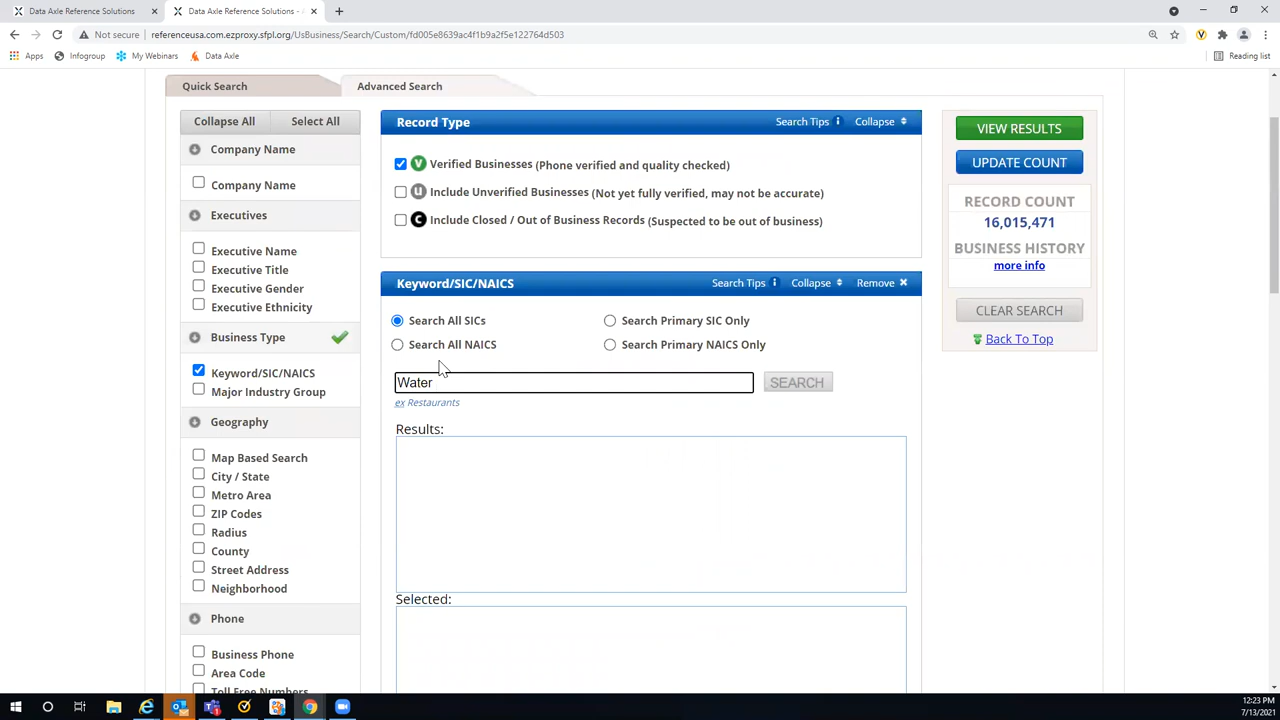 Data Axle Reference Solutions
Data Axle Reference Solutions -
Not secure
referenceusa.com.ezproxy.sfpl.org/UsBusiness/Search/Custom/fd005e8639ac4f1b9a2f5e122764d503
Apps
Infogroup
My Webinars
Data Axle
Reading list
Quick Search
Advanced Search
Collapse All
Select All
Company Name
Company Name
Executives
Executive Name
Executive Title
Executive Gender
Executive Ethnicity
Business Type
Keyword/SIC/NAICS
Major Industry Group
Geography
Map Based Search
City / State
Metro Area
ZIP Codes
Radius
County
Street Address
Neighborhood
Phone
Business Phone
Area Code
Toll Free Numbers
Record Type
Search Tips i
Collapse
V Verified Businesses (Phone verified and quality checked)
U Include Unverified Businesses (Not yet fully verified, may not be accurate)
C Include Closed / Out of Business Records (Suspected to be out of business)
Keyword/SIC/NAICS
Search Tips i
Collapse
Remove
Search All SICs
Search Primary SIC Only
Search All NAICS
Search Primary NAICS Only
Water
SEARCH
ex Restaurants
Results:
Selected:
VIEW RESULTS
UPDATE COUNT
RECORD COUNT
16,015,471
BUSINESS HISTORY
more info
CLEAR SEARCH
Back To Top
12:23 PM
7/13/2021